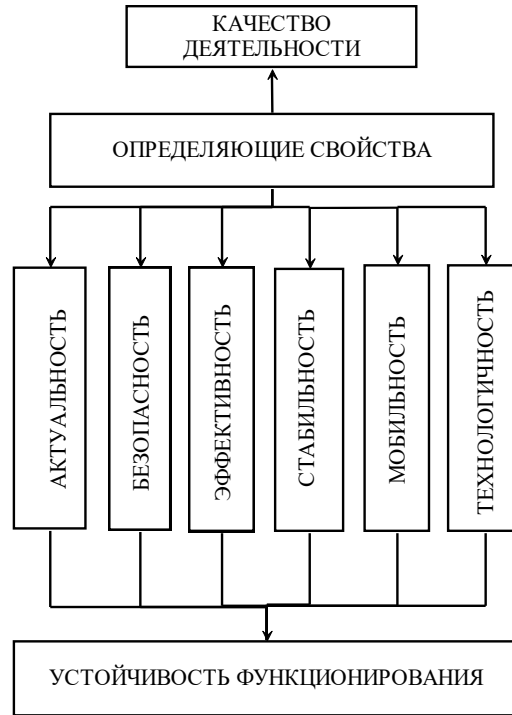 КАЧЕСТВО
ДЕЯТЕЛЬНОСТИ
ОПРЕДЕЛЯЮЩИЕ СВОЙСТВА
АКТУАЛЬНОСТЬ
БЕЗОПАСНОСТЬ
ЭФФЕКТИВНОСТЬ
СТАБИЛЬНОСТЬ
МОБИЛЬНОСТЬ
ТЕХНОЛОГИЧНОСТЬ
УСТОЙЧИВОСТЬ ФУНКЦИОНИРОВАНИЯ